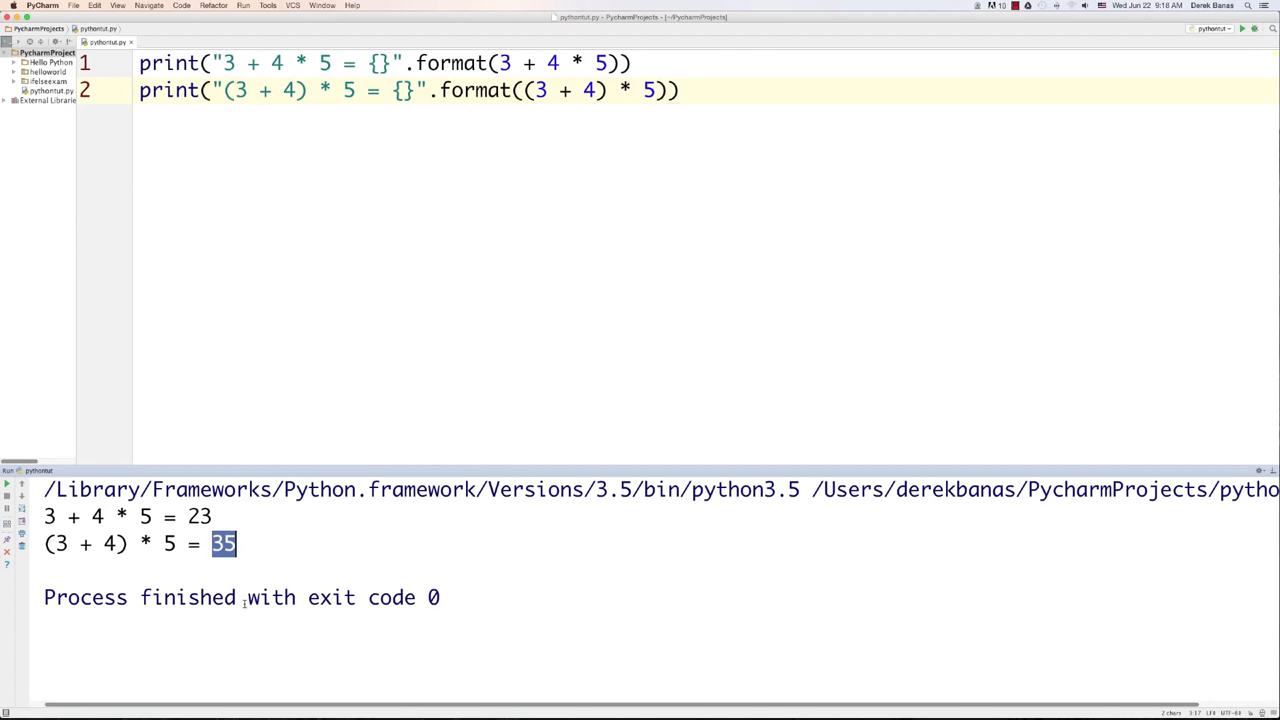 PyCharm File Edit View Navigate Code Refactor Run Tools VCS Window Help 10 Wed Jun 22 9:18 AM Derek Banas
pythontut.py - PycharmProjects - [~/PycharmProjects]
PycharmProjects pythontut.py pythontut
pythontut.py
PycharmProject
Hello Python
helloworld
ifelseexam
pythontut.py
External Librarie
1 print("3 + 4 * 5 = {}".format(3 + 4 * 5))
2 print("(3 + 4) * 5 = {}".format((3 + 4) * 5))
Run pythontut
/Library/Frameworks/Python.framework/Versions/3.5/bin/python3.5 /Users/derekbanas/PycharmProjects/pytho
3 + 4 * 5 = 23
(3 + 4) * 5 = 35
Process finished with exit code 0
2 chars 3:17 LF÷ UTF-8÷